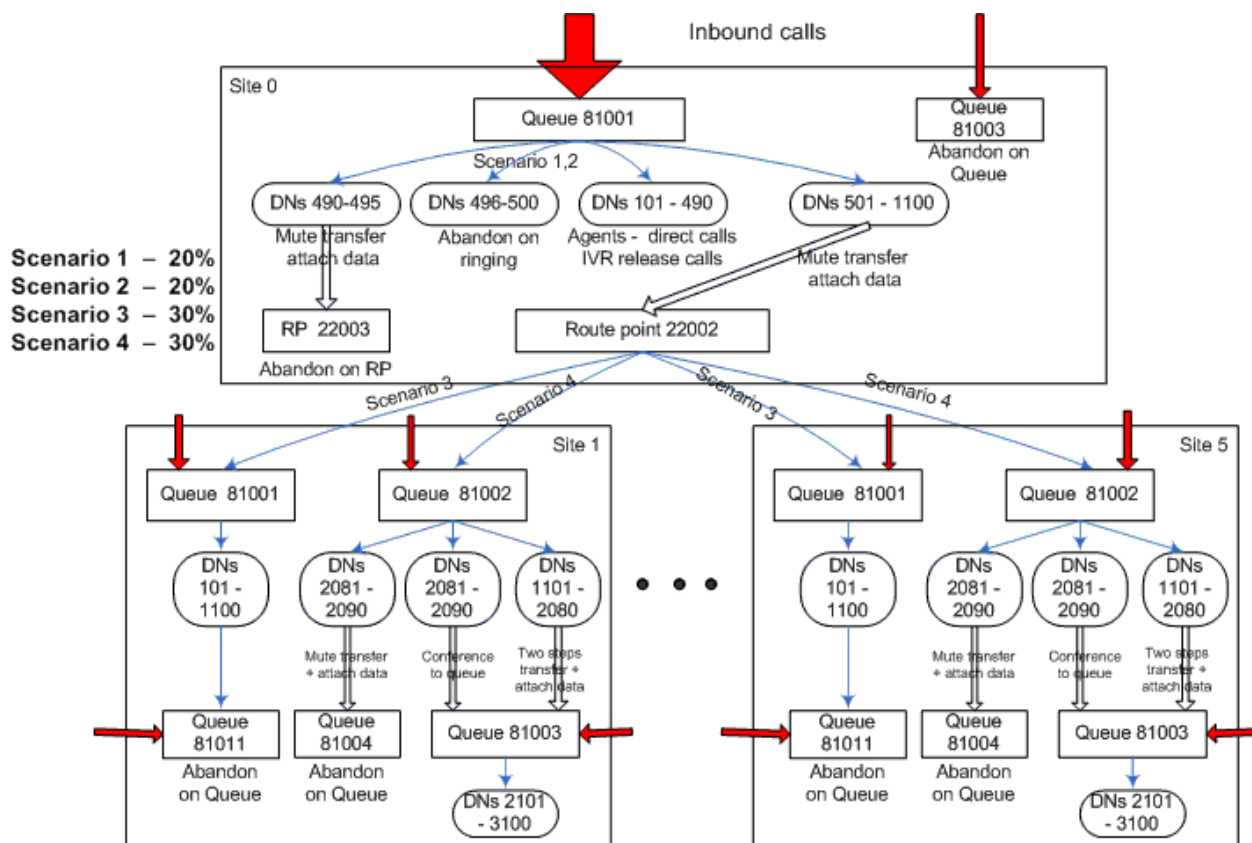 Inbound calls
Site 0
Queue 81001
Queue
81003
Abandon on
Queue
Scenario 1,2
DNs 490-495
DNs 496-500
DNs 101 - 490
DNs 501 - 1100
Mute transfer
attach data
Abandon on
ringing
Agents - direct calls
IVR release calls
Mute transfer
attach data
Scenario 1 – 20%
Scenario 2 – 20%
Scenario 3 – 30%
Scenario 4 – 30%
RP 22003
Route point 22002
Abandon on RP
Scenario 3
Scenario 4
Scenario 3
Scenario 4
Site 1
Queue 81001
Queue 81002
DNs
101 -
1100
DNs
2081 -
2090
DNs
2081 -
2090
DNs
1101 -
2080
Mute transfer
+ attach data
Conference
to queue
Two steps
transfer +
attach data
Queue
81011
Queue
81004
Queue 81003
Abandon
on Queue
Abandon
on Queue
DNs 2101
- 3100
Site 5
Queue 81001
Queue 81002
DNs
101 -
1100
DNs
2081 -
2090
DNs
2081 -
2090
DNs
1101 -
2080
Mute transfer
+ attach data
Conference
to queue
Two steps
transfer +
attach data
Queue
81011
Queue
81004
Queue 81003
Abandon
on Queue
Abandon
on Queue
DNs 2101
- 3100